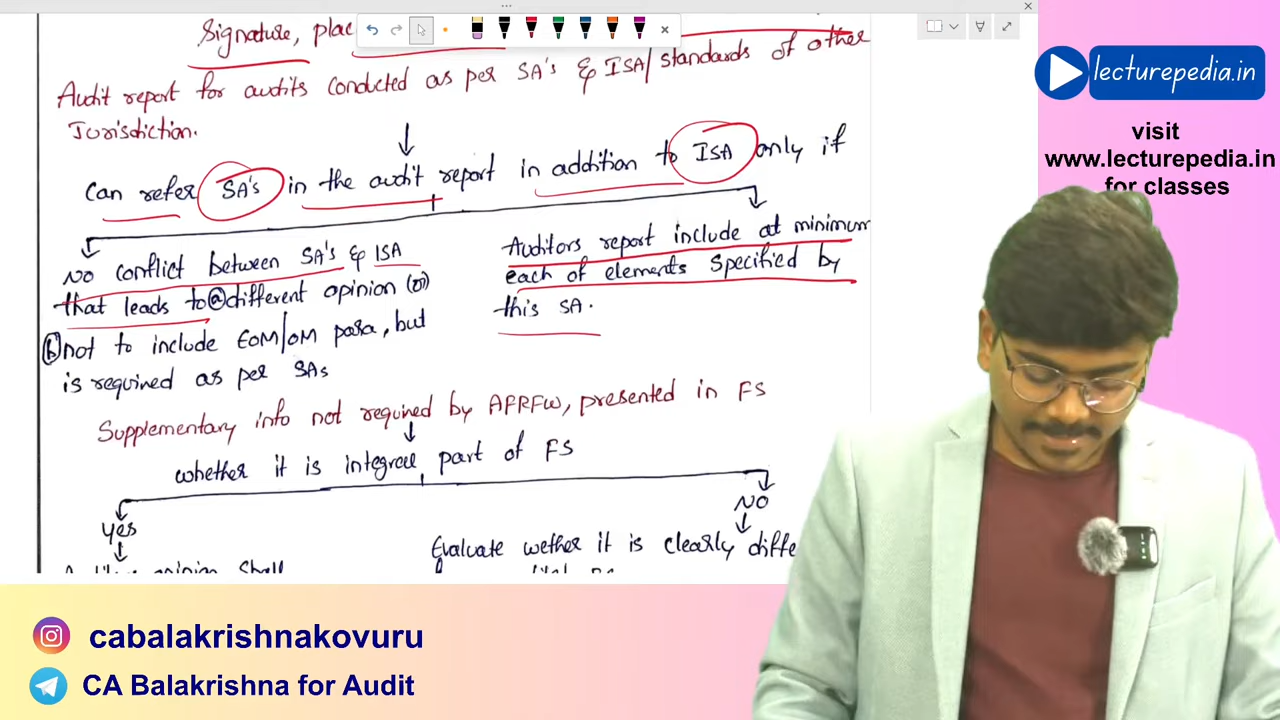 Signature, plac
Audit report for audits conducted as per SA's & ISA/standards of other
Jurisdiction.
Can refer SA's in the audit report in addition to ISA only if
No conflict between SA's & ISA
that leads to ⓐ different opinion (or)
ⓑ not to include EOM/OM para, but
is required as per SAs
Auditors report include at minimum
each of elements specified by
this SA.
Supplementary info not required by AFRFW, presented in FS
whether it is integral part of FS
Yes
NO
Evaluate wether it is clearly diffe
opinion shall
lecturepedia.in
visit
www.lecturepedia.in
for classes
cabalakrishnakovuru
CA Balakrishna for Audit